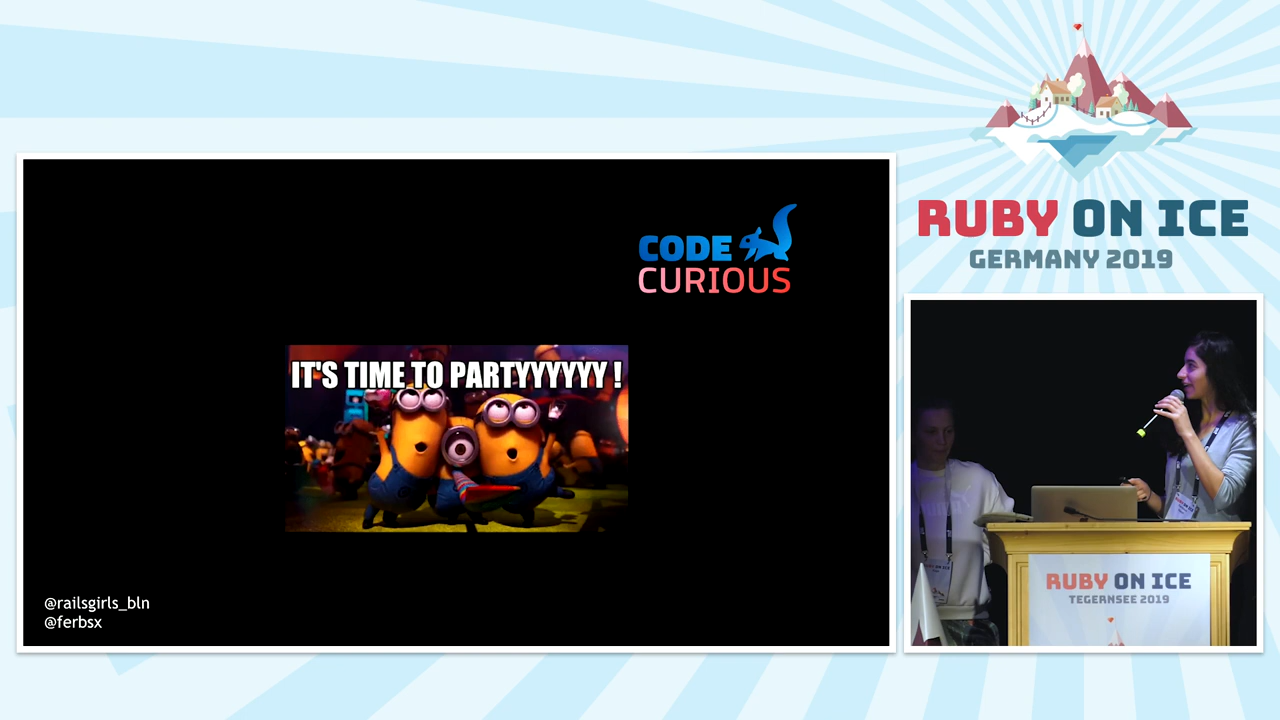 CODE
CURIOUS
IT'S TIME TO PARTYYYYYY !
@railsgirls_bln
@ferbsx
RUBY ON ICE
GERMANY 2019
RUBY ON ICE
TEGERNSEE 2019